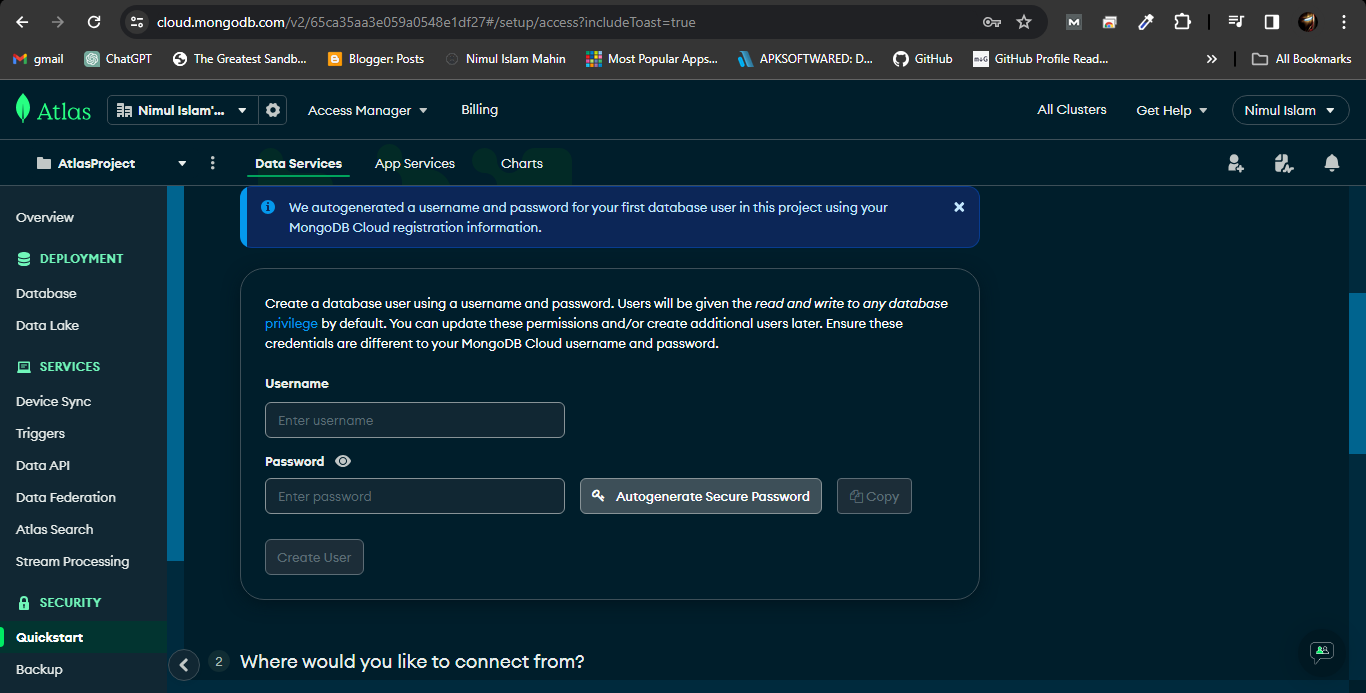 cloud.mongodb.com/v2/65ca35aa3e059a0548e1df27#/setup/access?includeToast=true
M
gmail
ChatGPT
The Greatest Sandb...
Blogger: Posts
Nimul Islam Mahin
Most Popular Apps...
APKSOFTWARED: D...
GitHub
GitHub Profile Read...
»
All Bookmarks
Atlas
Nimul Islam'...
Access Manager
Billing
All Clusters
Get Help
Nimul Islam
AtlasProject
Data Services
App Services
Charts
Overview
DEPLOYMENT
Database
Data Lake
SERVICES
Device Sync
Triggers
Data API
Data Federation
Atlas Search
Stream Processing
SECURITY
Quickstart
Backup
We autogenerated a username and password for your first database user in this project using your
MongoDB Cloud registration information.
Create a database user using a username and password. Users will be given the read and write to any database
privilege by default. You can update these permissions and/or create additional users later. Ensure these
credentials are different to your MongoDB Cloud username and password.
Username
Enter username
Password
Enter password
Autogenerate Secure Password
Copy
Create User
2
Where would you like to connect from?